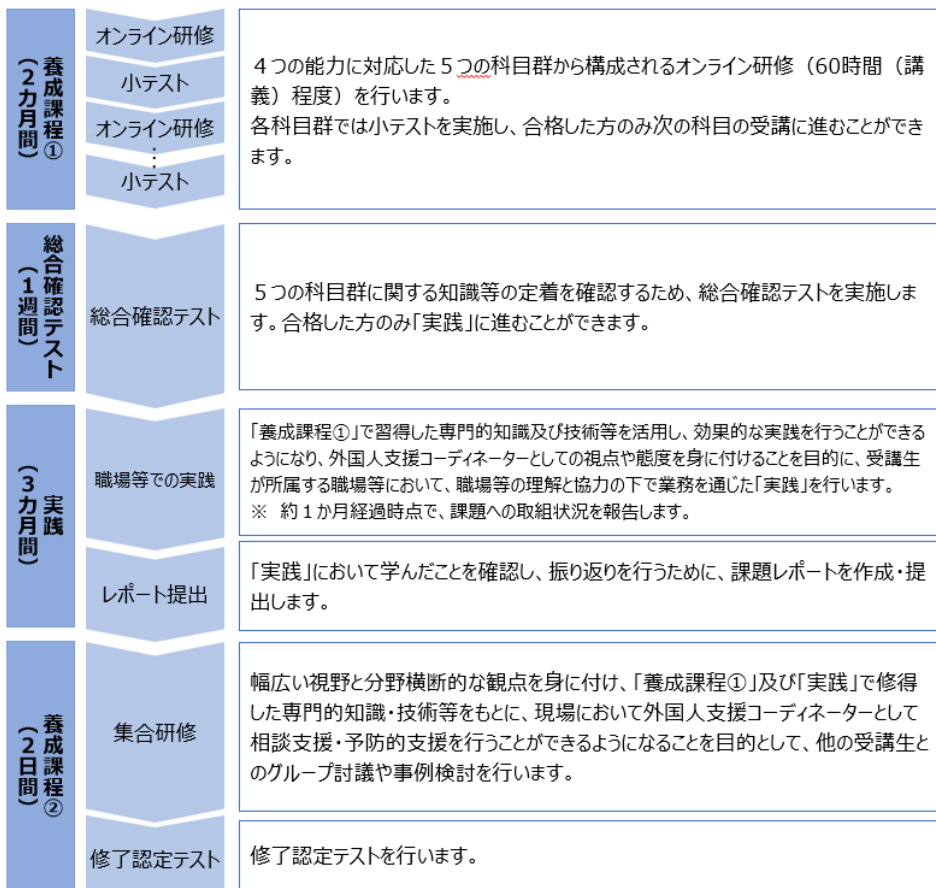 養成課程①
(2カ月間)
オンライン研修
小テスト
オンライン研修
⋮
小テスト
４つの能力に対応した５つの科目群から構成されるオンライン研修（60時間（講
義）程度）を行います。
各科目群では小テストを実施し、合格した方のみ次の科目の受講に進むことができ
ます。
総合確認テスト
(1週間)
総合確認テスト
５つの科目群に関する知識等の定着を確認するため、総合確認テストを実施しま
す。合格した方のみ「実践」に進むことができます。
実践
(3カ月間)
職場等での実践
「養成課程①」で習得した専門的知識及び技術等を活用し、効果的な実践を行うことができる
ようになり、外国人支援コーディネーターとしての視点や態度を身に付けることを目的に、受講生
が所属する職場等において、職場等の理解と協力の下で業務を通じた「実践」を行います。
※　約１か月経過時点で、課題への取組状況を報告します。
レポート提出
「実践」において学んだことを確認し、振り返りを行うために、課題レポートを作成・提
出します。
養成課程②
(2日間)
集合研修
幅広い視野と分野横断的な観点を身に付け、「養成課程①」及び「実践」で修得
した専門的知識・技術等をもとに、現場において外国人支援コーディネーターとして
相談支援・予防的支援を行うことができるようになることを目的として、他の受講生と
のグループ討議や事例検討を行います。
修了認定テスト
修了認定テストを行います。